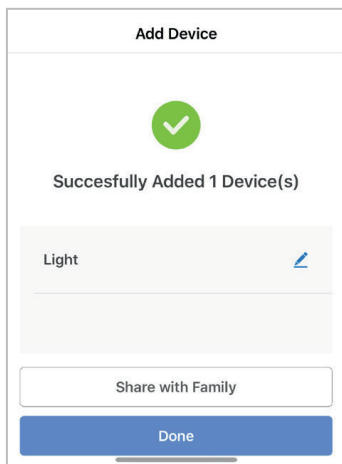 Add Device
Succesfully Added 1 Device(s)
Light
Share with Family
Done